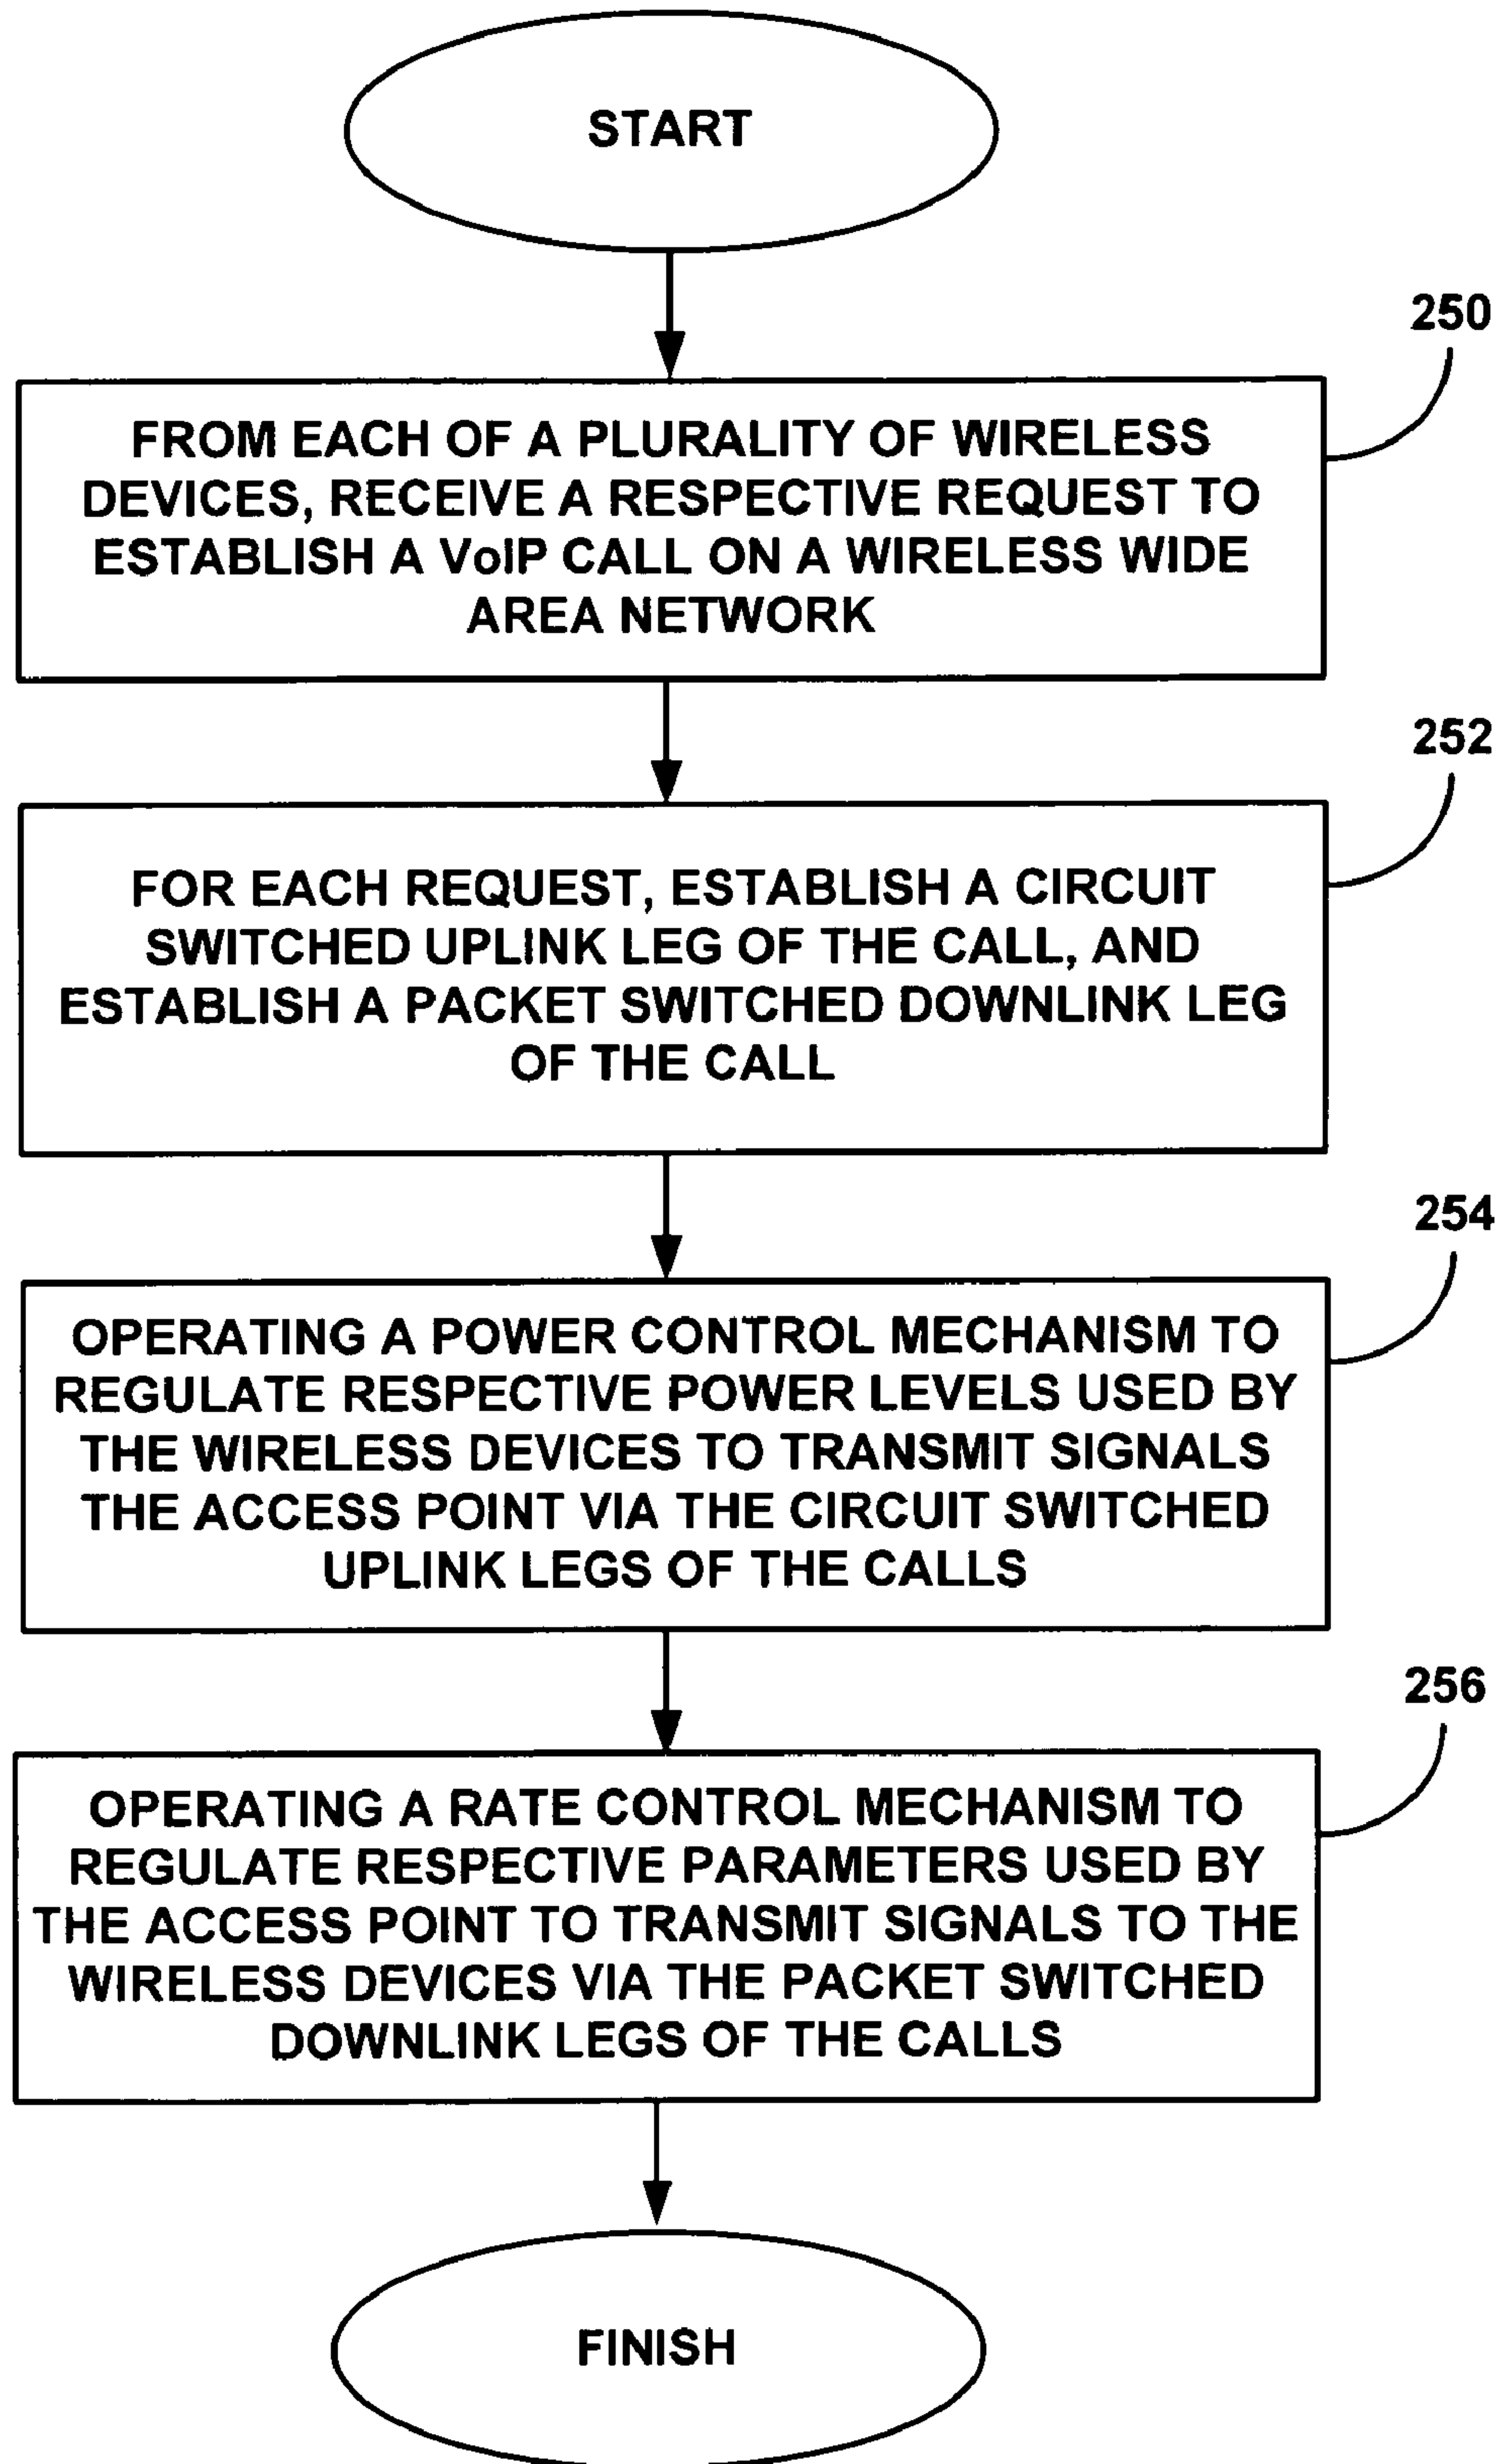 START
250
FROM EACH OF A PLURALITY OF WIRELESS
DEVICES, RECEIVE A RESPECTIVE REQUEST TO
ESTABLISH A VoIP CALL ON A WIRELESS WIDE
AREA NETWORK
252
FOR EACH REQUEST, ESTABLISH A CIRCUIT
SWITCHED UPLINK LEG OF THE CALL, AND
ESTABLISH A PACKET SWITCHED DOWNLINK LEG
OF THE CALL
254
OPERATING A POWER CONTROL MECHANISM TO
REGULATE RESPECTIVE POWER LEVELS USED BY
THE WIRELESS DEVICES TO TRANSMIT SIGNALS
THE ACCESS POINT VIA THE CIRCUIT SWITCHED
UPLINK LEGS OF THE CALLS
256
OPERATING A RATE CONTROL MECHANISM TO
REGULATE RESPECTIVE PARAMETERS USED BY
THE ACCESS POINT TO TRANSMIT SIGNALS TO THE
WIRELESS DEVICES VIA THE PACKET SWITCHED
DOWNLINK LEGS OF THE CALLS
FINISH